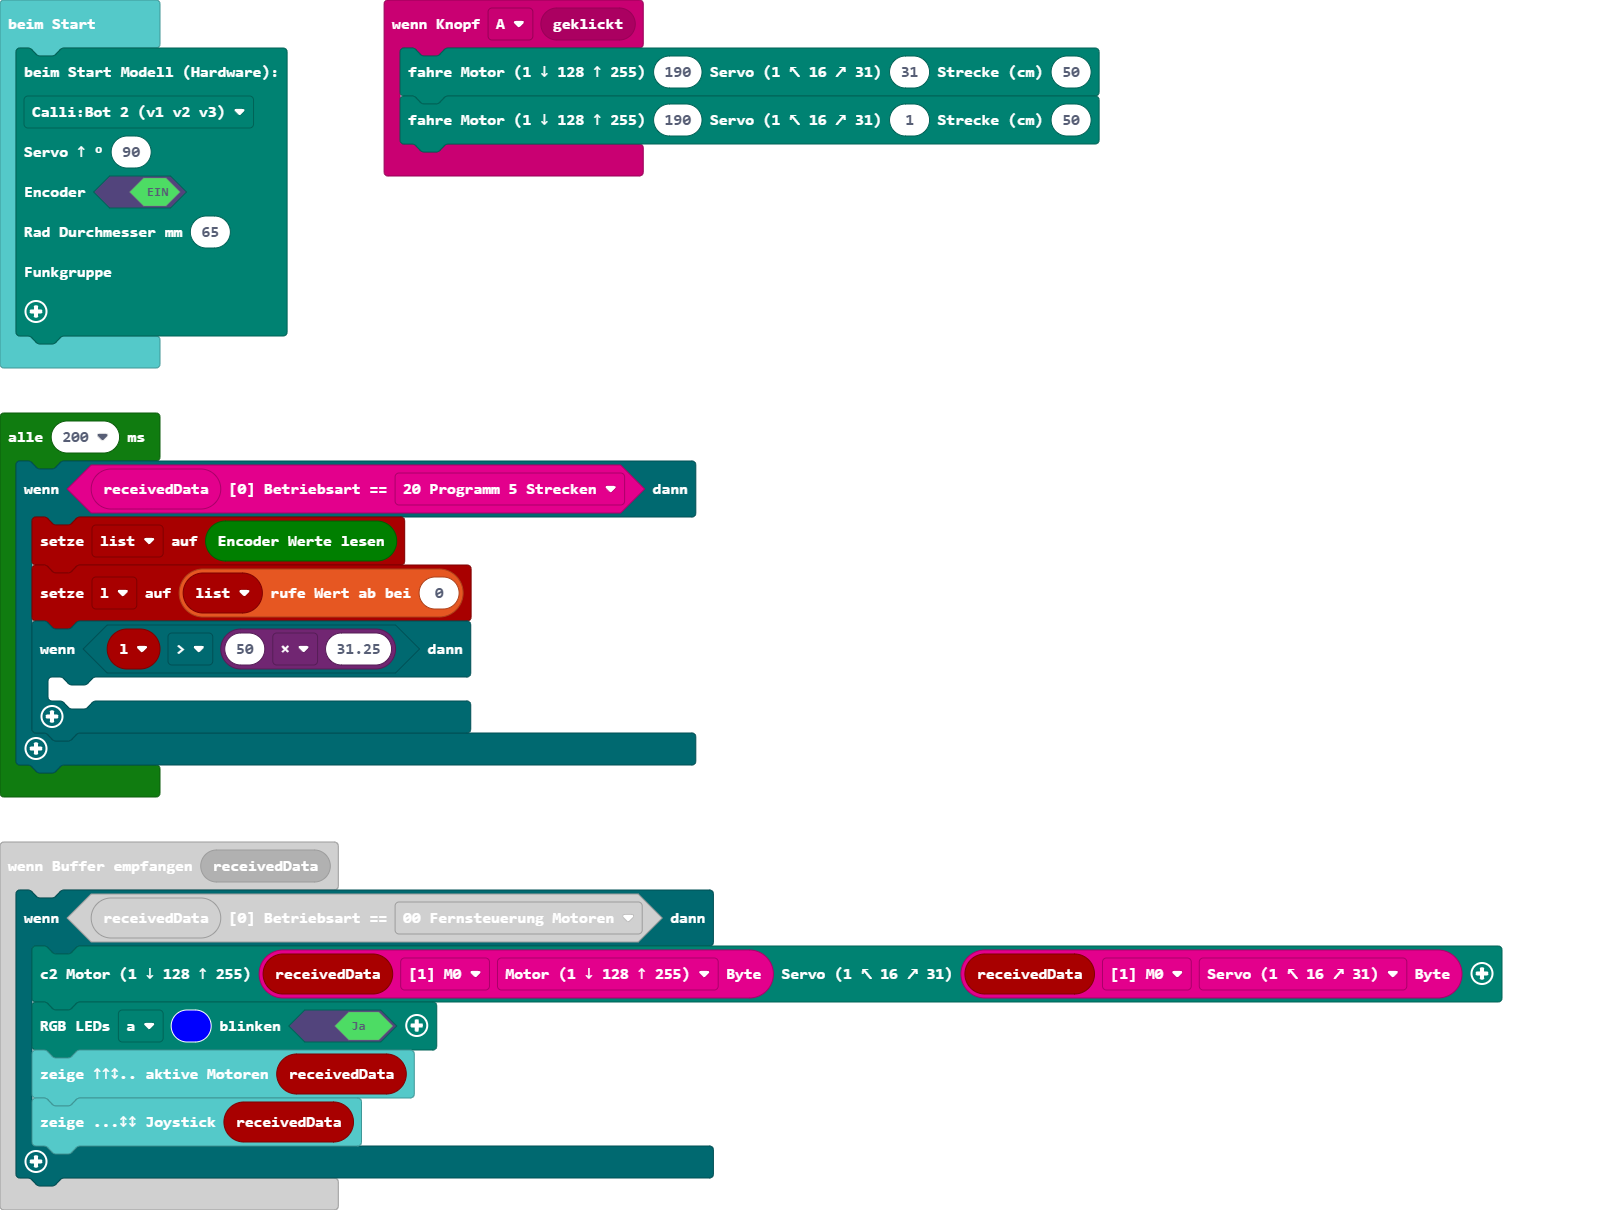 beim Start
beim Start Modell (Hardware):
Calli:Bot 2 (v1 v2 v3)
Servo ↑ º 90
Encoder EIN
Rad Durchmesser mm 65
Funkgruppe
wenn Knopf A geklickt
fahre Motor (1 ↓ 128 ↑ 255) 190 Servo (1 ↖ 16 ↗ 31) 31 Strecke (cm) 50
fahre Motor (1 ↓ 128 ↑ 255) 190 Servo (1 ↖ 16 ↗ 31) 1 Strecke (cm) 50
alle 200 ms
wenn receivedData [0] Betriebsart == 20 Programm 5 Strecken dann
setze list auf Encoder Werte lesen
setze l auf list rufe Wert ab bei 0
wenn l > 50 × 31.25 dann
wenn Buffer empfangen receivedData
wenn receivedData [0] Betriebsart == 00 Fernsteuerung Motoren dann
c2 Motor (1 ↓ 128 ↑ 255) receivedData [1] M0 Motor (1 ↓ 128 ↑ 255) Byte Servo (1 ↖ 16 ↗ 31) receivedData [1] M0 Servo (1 ↖ 16 ↗ 31) Byte
RGB LEDs a blinken Ja
zeige ↑↑↕.. aktive Motoren receivedData
zeige ...↕↕ Joystick receivedData